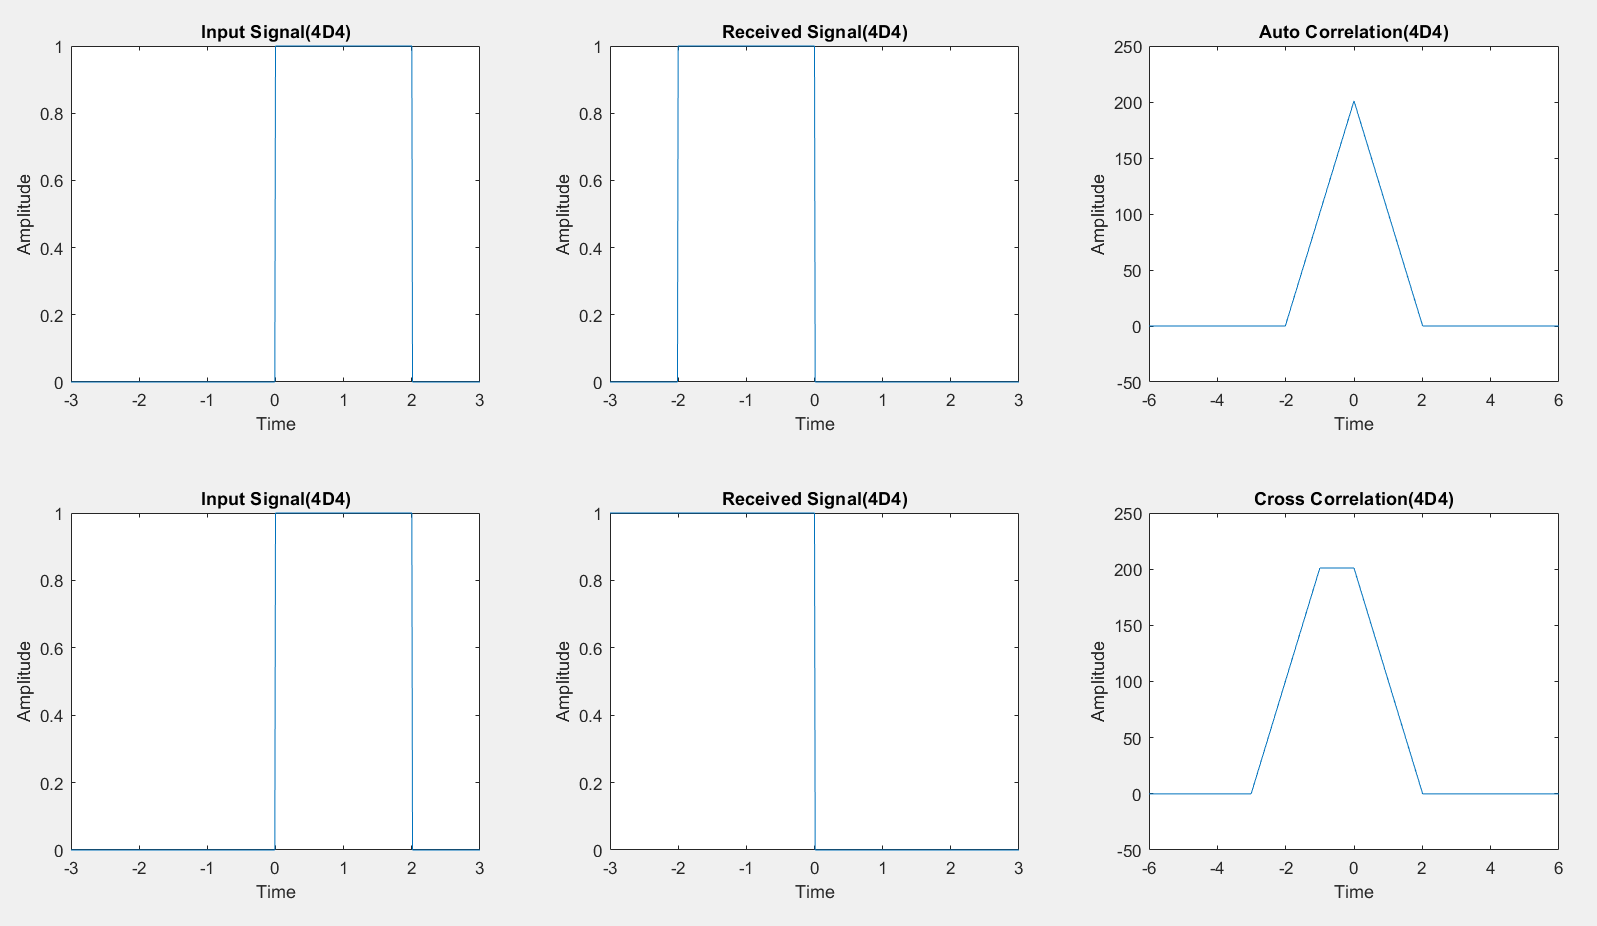 Input Signal(4D4)
1
0.8
0.6
0.4
0.2
0
Amplitude
-3 -2 -1 0 1 2 3
Time
Received Signal(4D4)
1
0.8
0.6
0.4
0.2
0
Amplitude
-3 -2 -1 0 1 2 3
Time
Auto Correlation(4D4)
250
200
150
100
50
0
-50
Amplitude
-6 -4 -2 0 2 4 6
Time
Input Signal(4D4)
1
0.8
0.6
0.4
0.2
0
Amplitude
-3 -2 -1 0 1 2 3
Time
Received Signal(4D4)
1
0.8
0.6
0.4
0.2
0
Amplitude
-3 -2 -1 0 1 2 3
Time
Cross Correlation(4D4)
250
200
150
100
50
0
-50
Amplitude
-6 -4 -2 0 2 4 6
Time